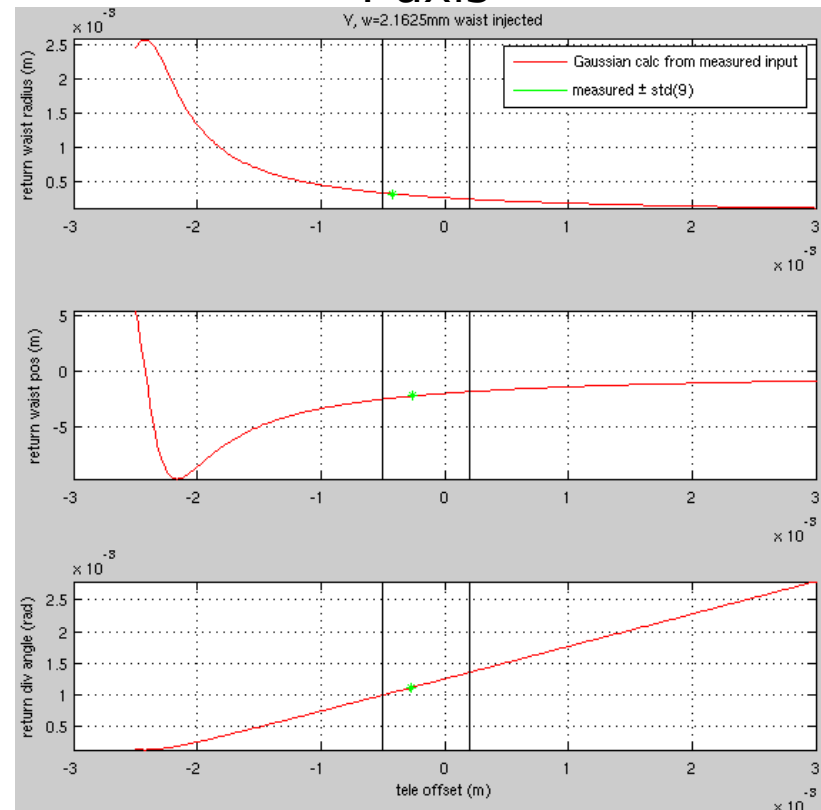 axis
x 10^-3
Y, w=2.1625mm waist injected
return waist radius (m)
2.5
2
1.5
1
0.5
Gaussian calc from measured input
measured ± std(9)
-3 -2 -1 0 1 2 3
x 10^-3
return waist pos (m)
5
0
-5
-3 -2 -1 0 1 2 3
x 10^-3
x 10^-3
return div angle (rad)
2.5
2
1.5
1
0.5
-3 -2 -1 0 1 2 3
tele offset (m)
x 10^-3